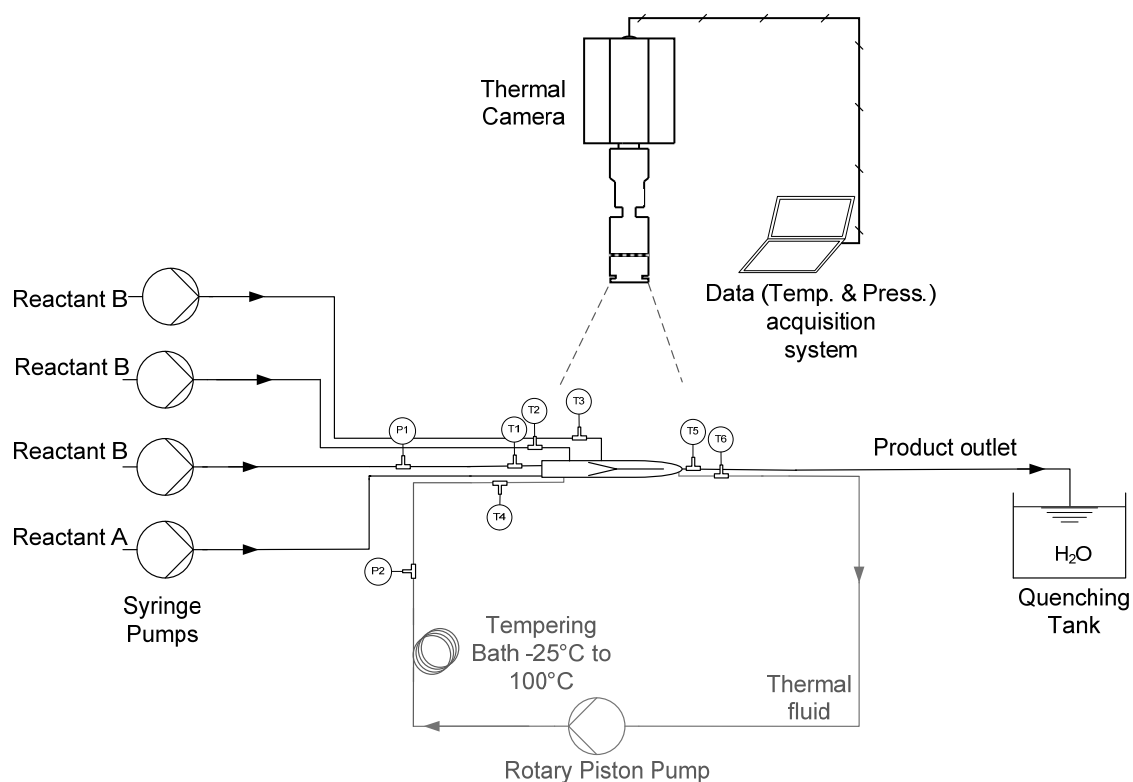 Thermal
Camera
Data (Temp. & Press.)
acquisition
system
Reactant B
Reactant B
Reactant B
Reactant A
Syringe
Pumps
P1
T1
T2
T3
T4
T5
T6
P2
Product outlet
H₂O
Quenching
Tank
Tempering
Bath -25°C to
100°C
Thermal
fluid
Rotary Piston Pump